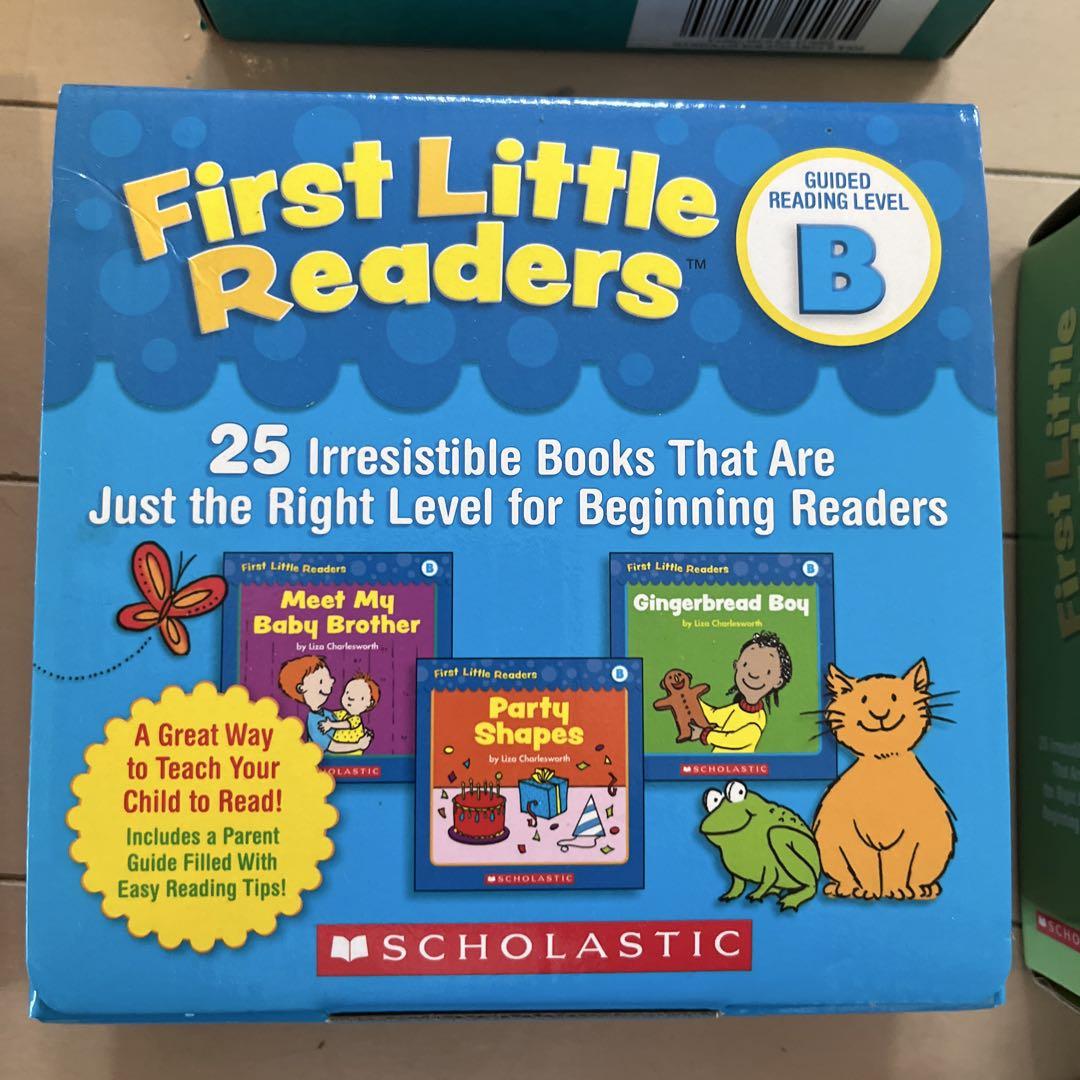 First Little
Readers™
GUIDED
READING LEVEL
B
25 Irresistible Books That Are
Just the Right Level for Beginning Readers
First Little Readers
B
Meet My
Baby Brother
by Liza Charlesworth
First Little Readers
B
Gingerbread Boy
by Liza Charlesworth
SCHOLASTIC
First Little Readers
B
Party
Shapes
by Liza Charlesworth
SCHOLASTIC
A Great Way
to Teach Your
Child to Read!
Includes a Parent
Guide Filled With
Easy Reading Tips!
SCHOLASTIC
First Little